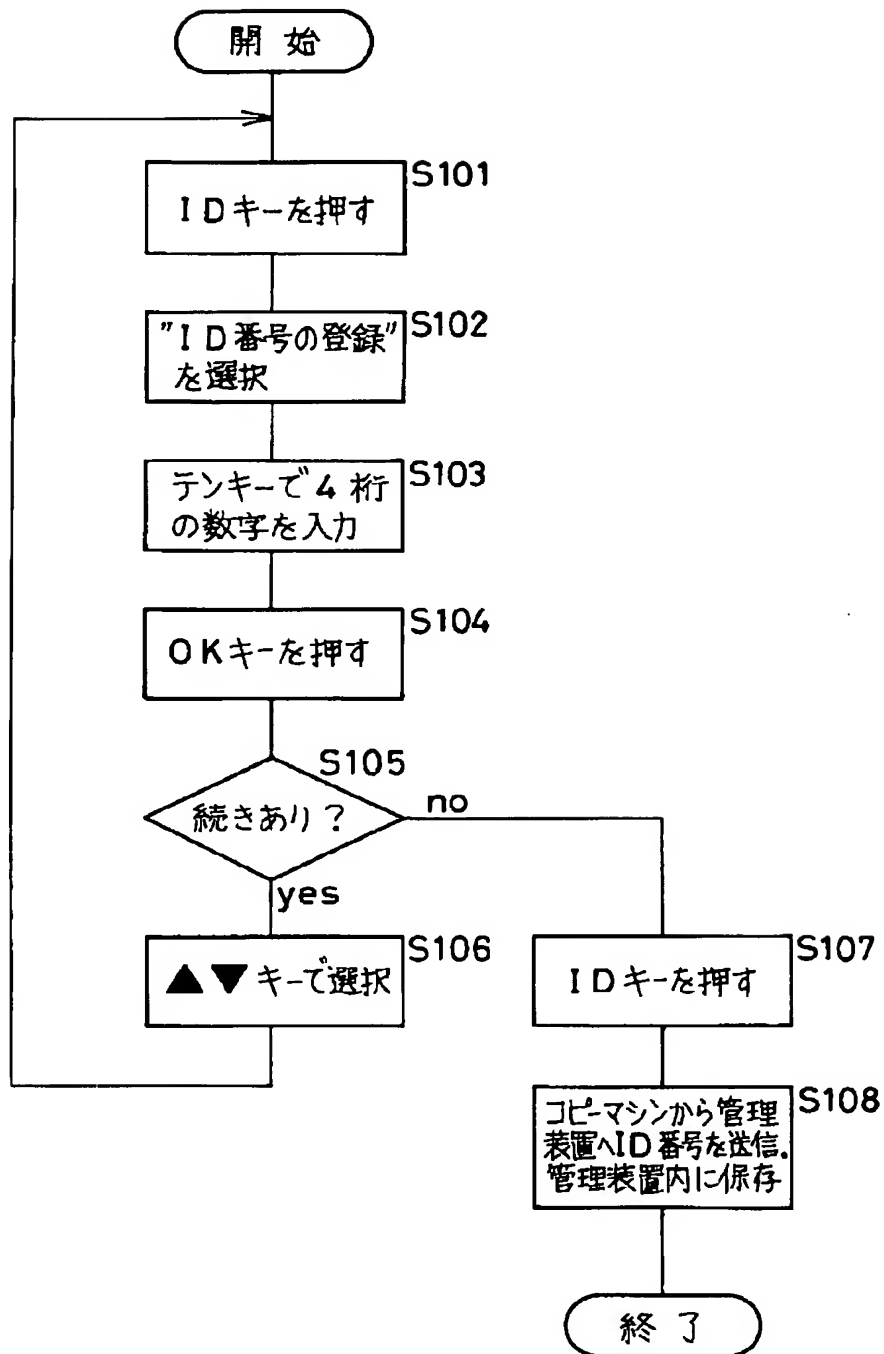 開始
S101
IDキーを押す
S102
"ID番号の登録"
を選択
S103
テンキーで4桁
の数字を入力
S104
OKキーを押す
S105
続きあり?
no
yes
S106
▲▼キーで選択
S107
IDキーを押す
S108
コピーマシンから管理
装置へID番号を送信.
管理装置内に保存
終了